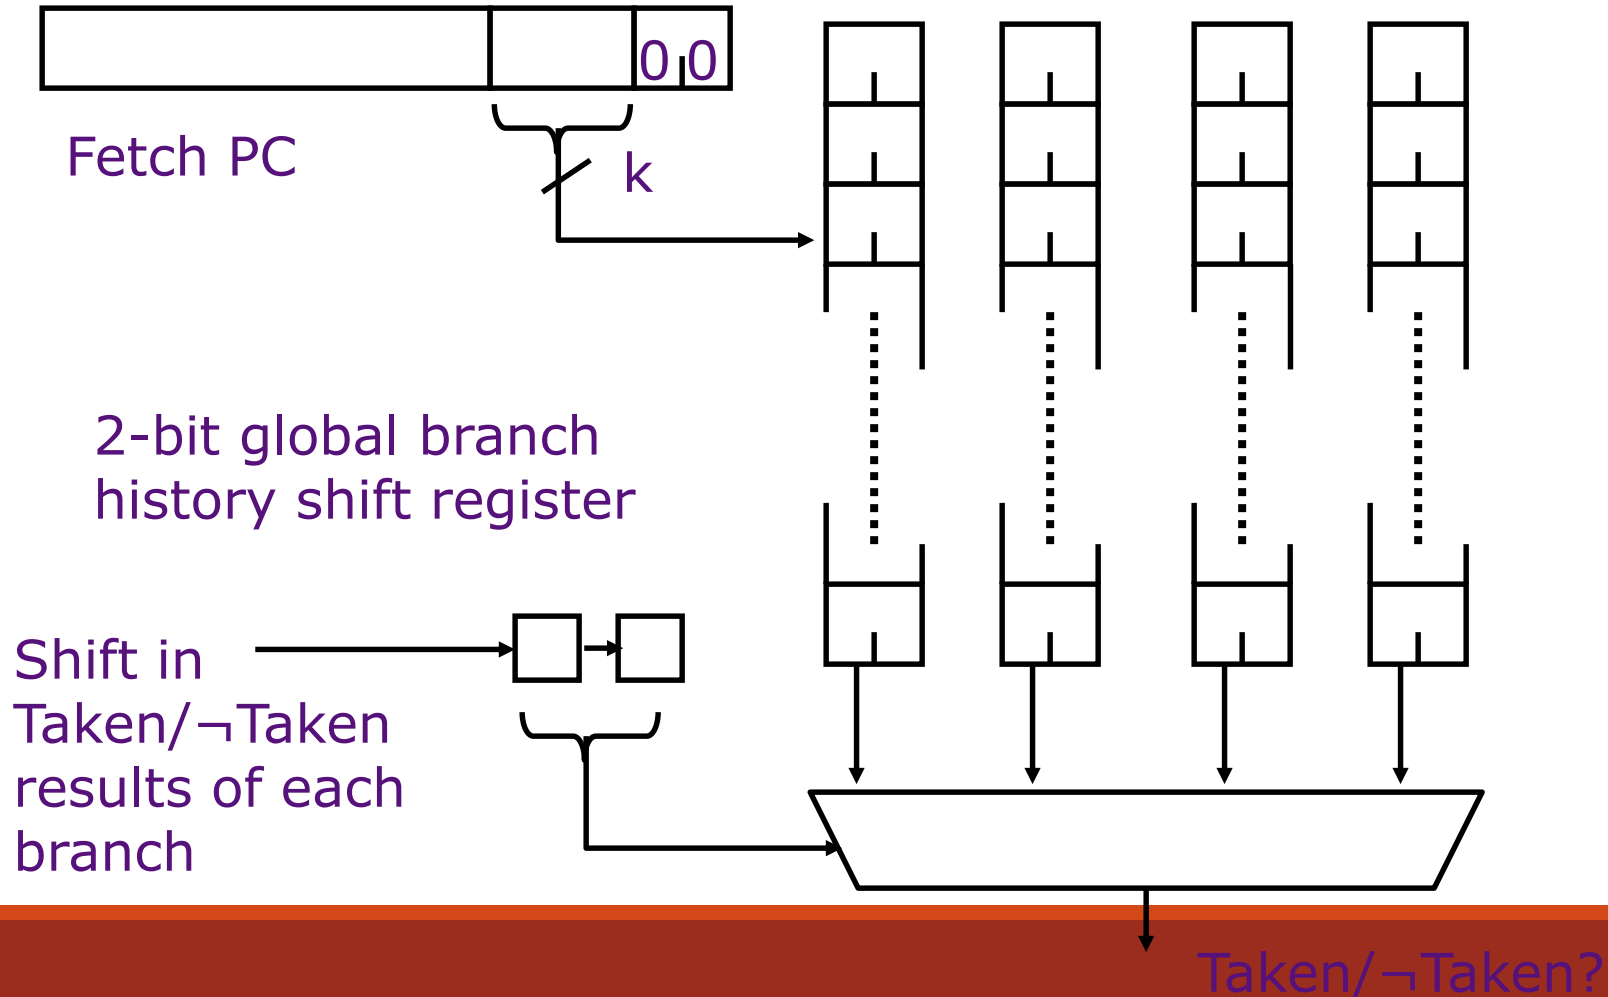 0 0
Fetch PC
k
2-bit global branch
history shift register
Shift in
Taken/¬Taken
results of each
branch
Taken/¬Taken?